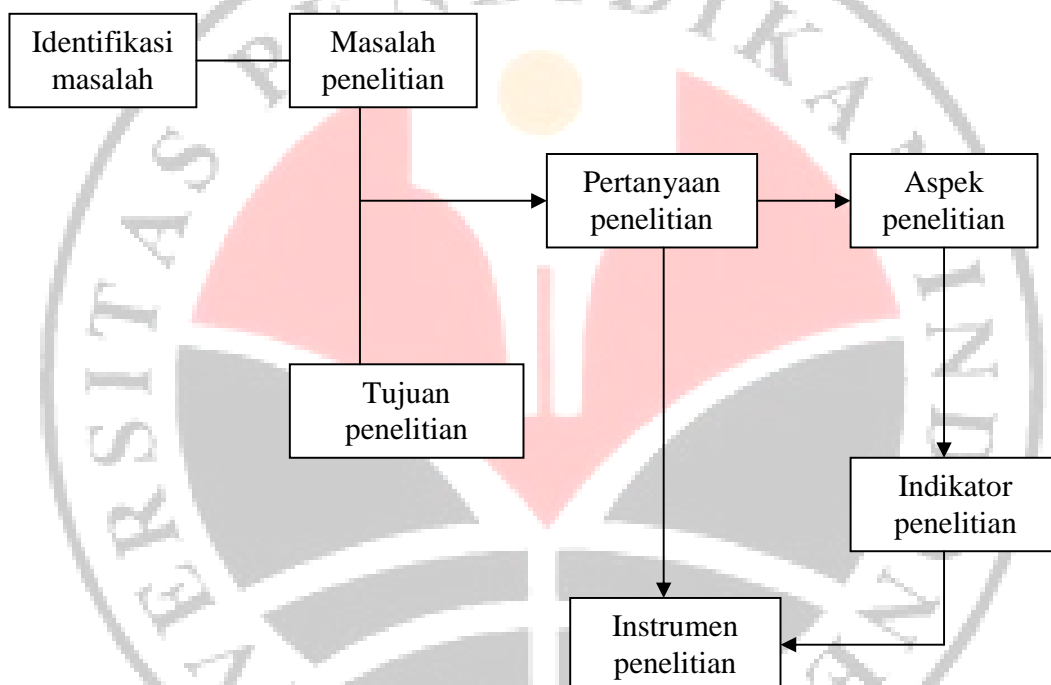 Identifikasi
masalah
Masalah
penelitian
Pertanyaan
penelitian
Aspek
penelitian
Tujuan
penelitian
Indikator
penelitian
Instrumen
penelitian